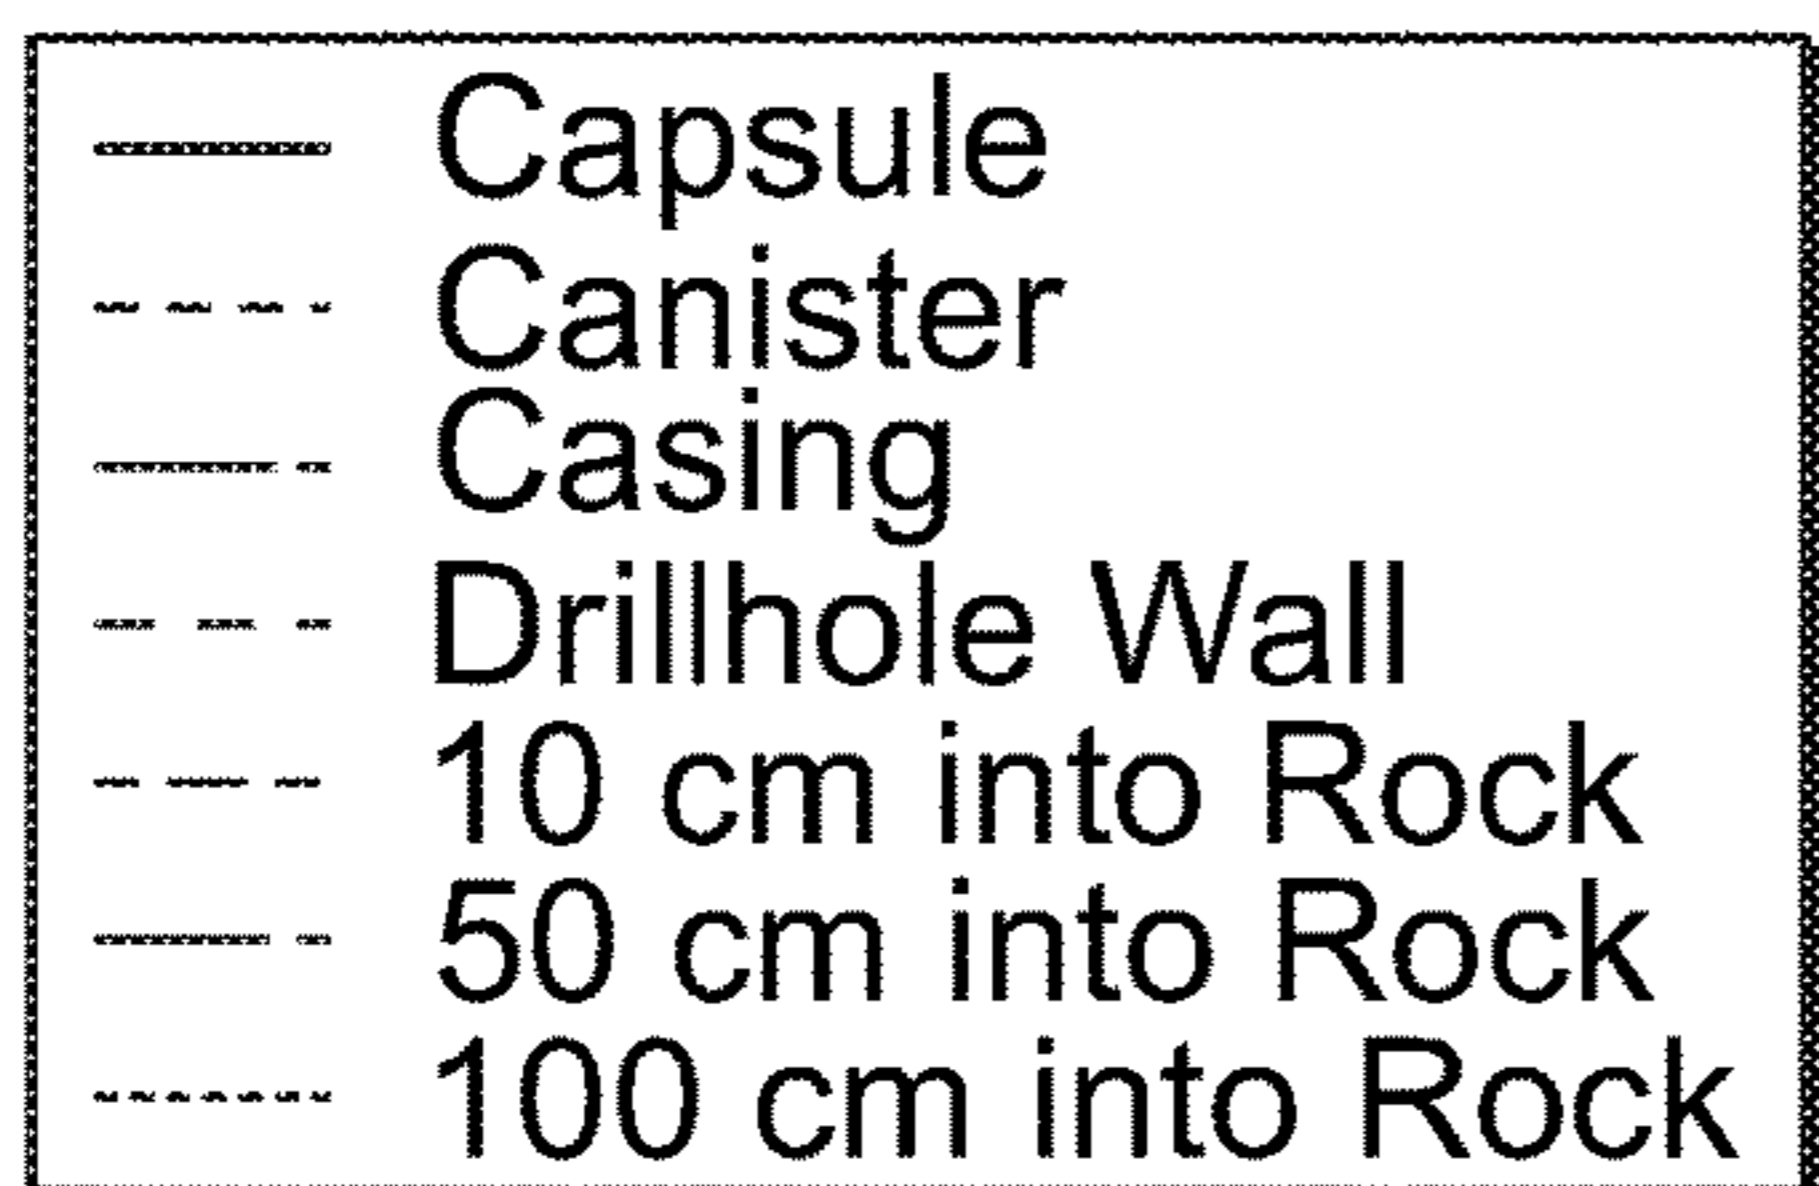 Capsule
Canister
Casing
Drillhole Wall
10 cm into Rock
50 cm into Rock
100 cm into Rock